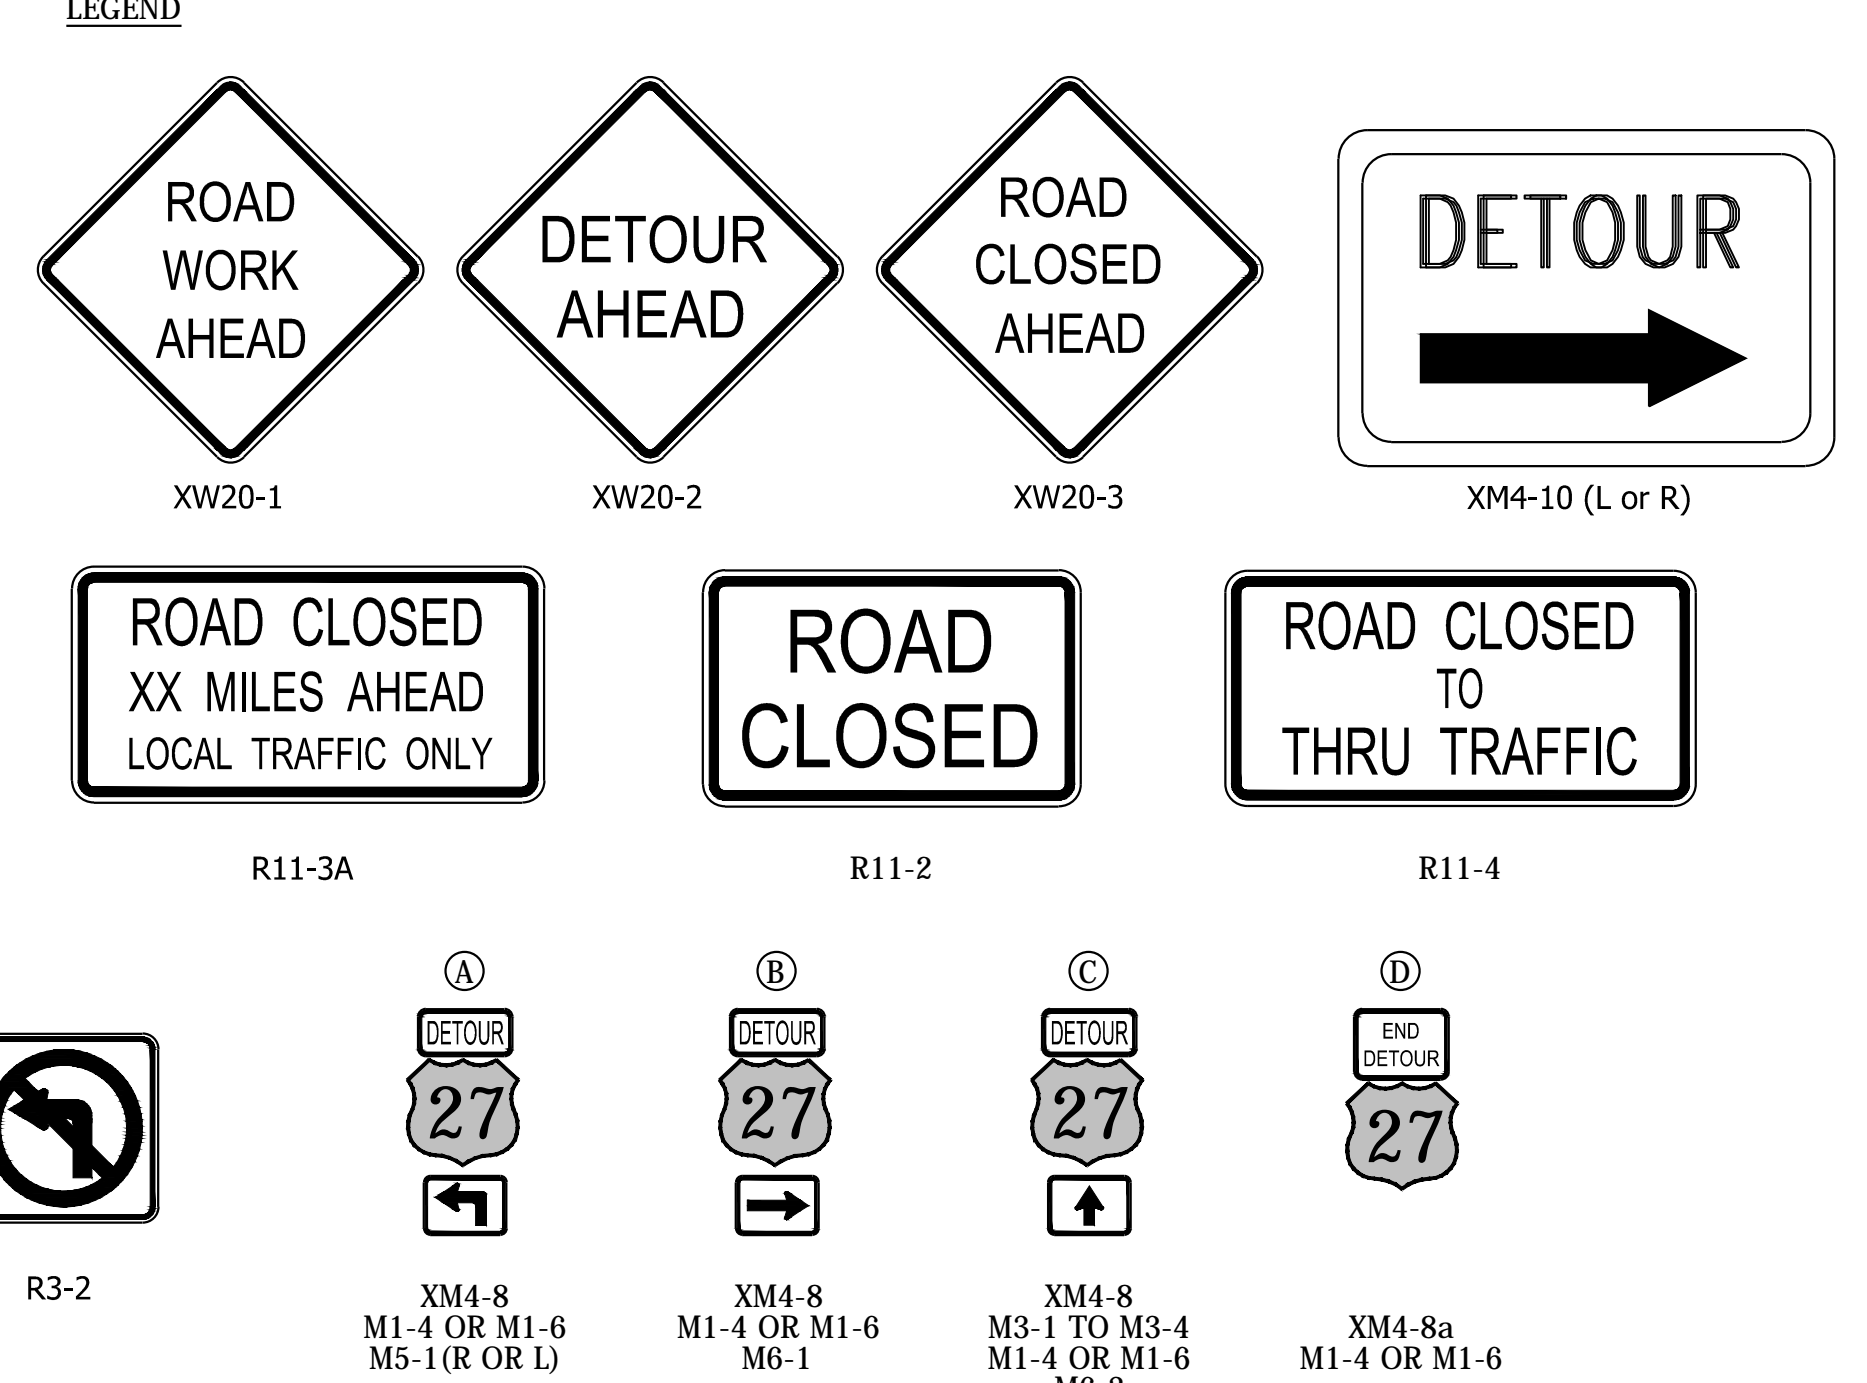 LEGEND
ROAD
WORK
AHEAD
XW20-1
DETOUR
AHEAD
XW20-2
ROAD
CLOSED
AHEAD
XW20-3
DETOUR
XM4-10 (L or R)
ROAD CLOSED
XX MILES AHEAD
LOCAL TRAFFIC ONLY
R11-3A
ROAD
CLOSED
R11-2
ROAD CLOSED
TO
THRU TRAFFIC
R11-4
R3-2
A
DETOUR
27
XM4-8
M1-4 OR M1-6
M5-1(R OR L)
B
DETOUR
27
XM4-8
M1-4 OR M1-6
M6-1
C
DETOUR
27
XM4-8
M3-1 TO M3-4
M1-4 OR M1-6
D
END
DETOUR
27
XM4-8a
M1-4 OR M1-6